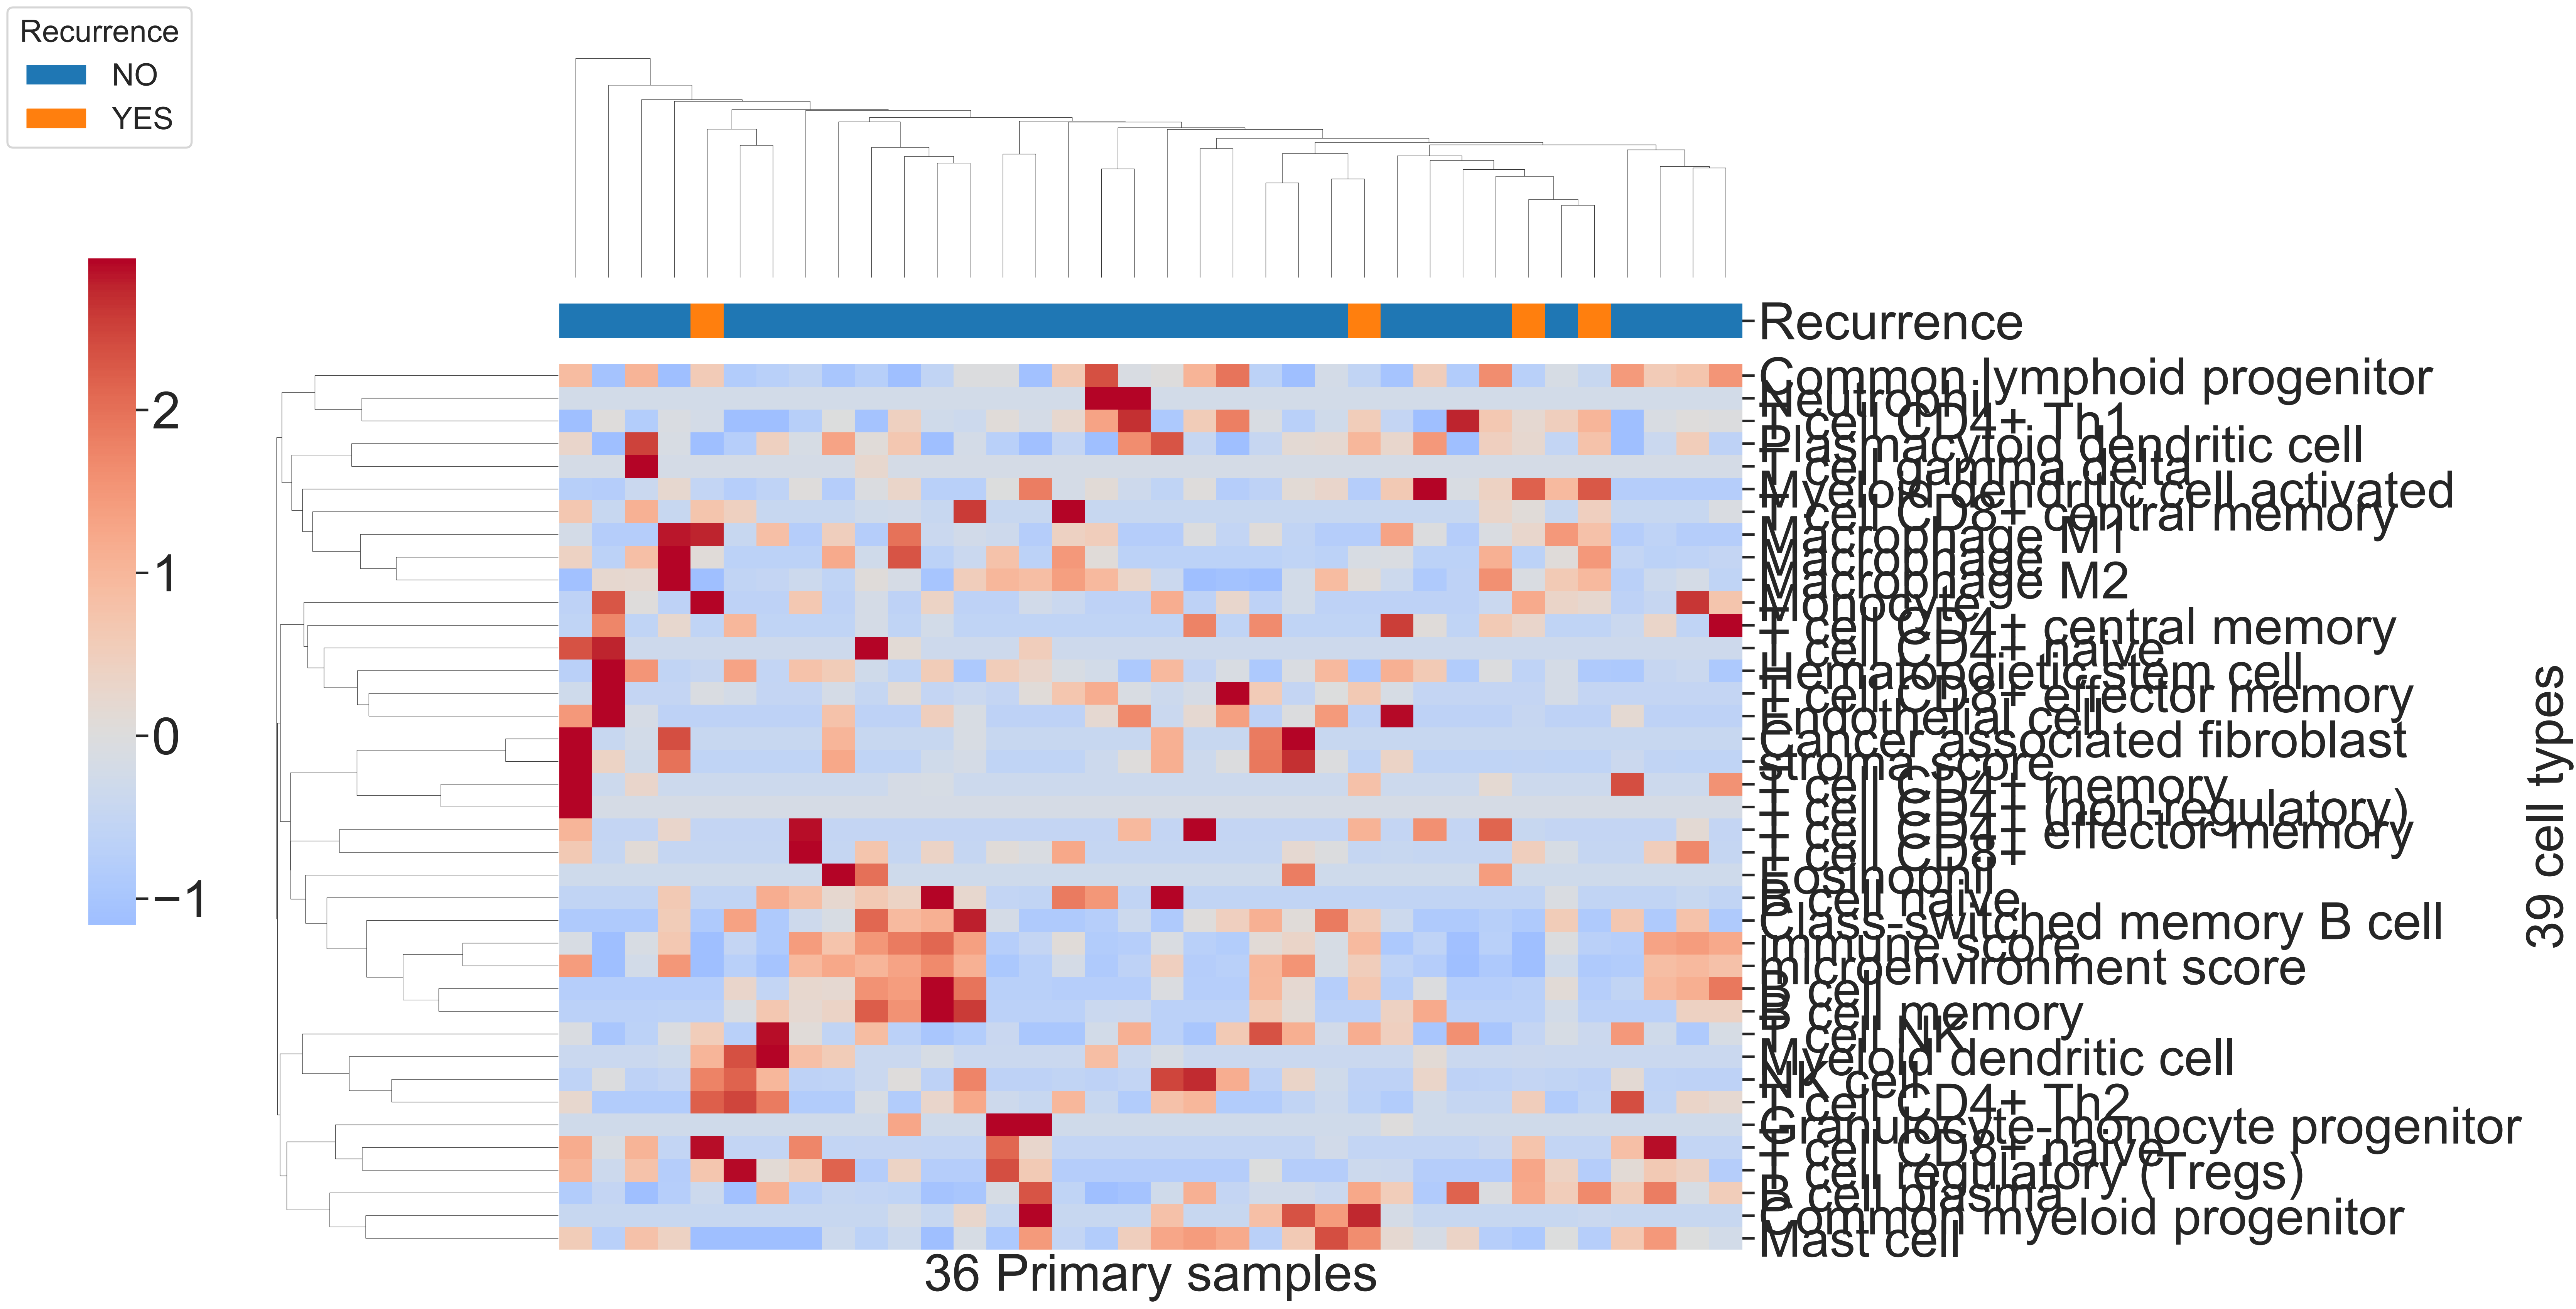 Recurrence
NO
YES
2
1
0
−1
Recurrence
Common lymphoid progenitor
Neutrophil
T cell CD4+ Th1
Plasmacytoid dendritic cell
T cell gamma delta
Myeloid dendritic cell activated
T cell CD8+ central memory
Macrophage M1
Macrophage
Macrophage M2
Monocyte
T cell CD4+ central memory
T cell CD4+ naive
Hematopoietic stem cell
T cell CD8+ effector memory
Endothelial cell
Cancer associated fibroblast
stroma score
T cell CD4+ memory
T cell CD4+ (non-regulatory)
T cell CD4+ effector memory
T cell CD8+
Eosinophil
B cell naive
Class-switched memory B cell
immune score
microenvironment score
B cell
B cell memory
T cell NK
Myeloid dendritic cell
NK cell
T cell CD4+ Th2
Granulocyte-monocyte progenitor
T cell CD8+ naive
T cell regulatory (Tregs)
B cell plasma
Common myeloid progenitor
Mast cell
39 cell types
36 Primary samples